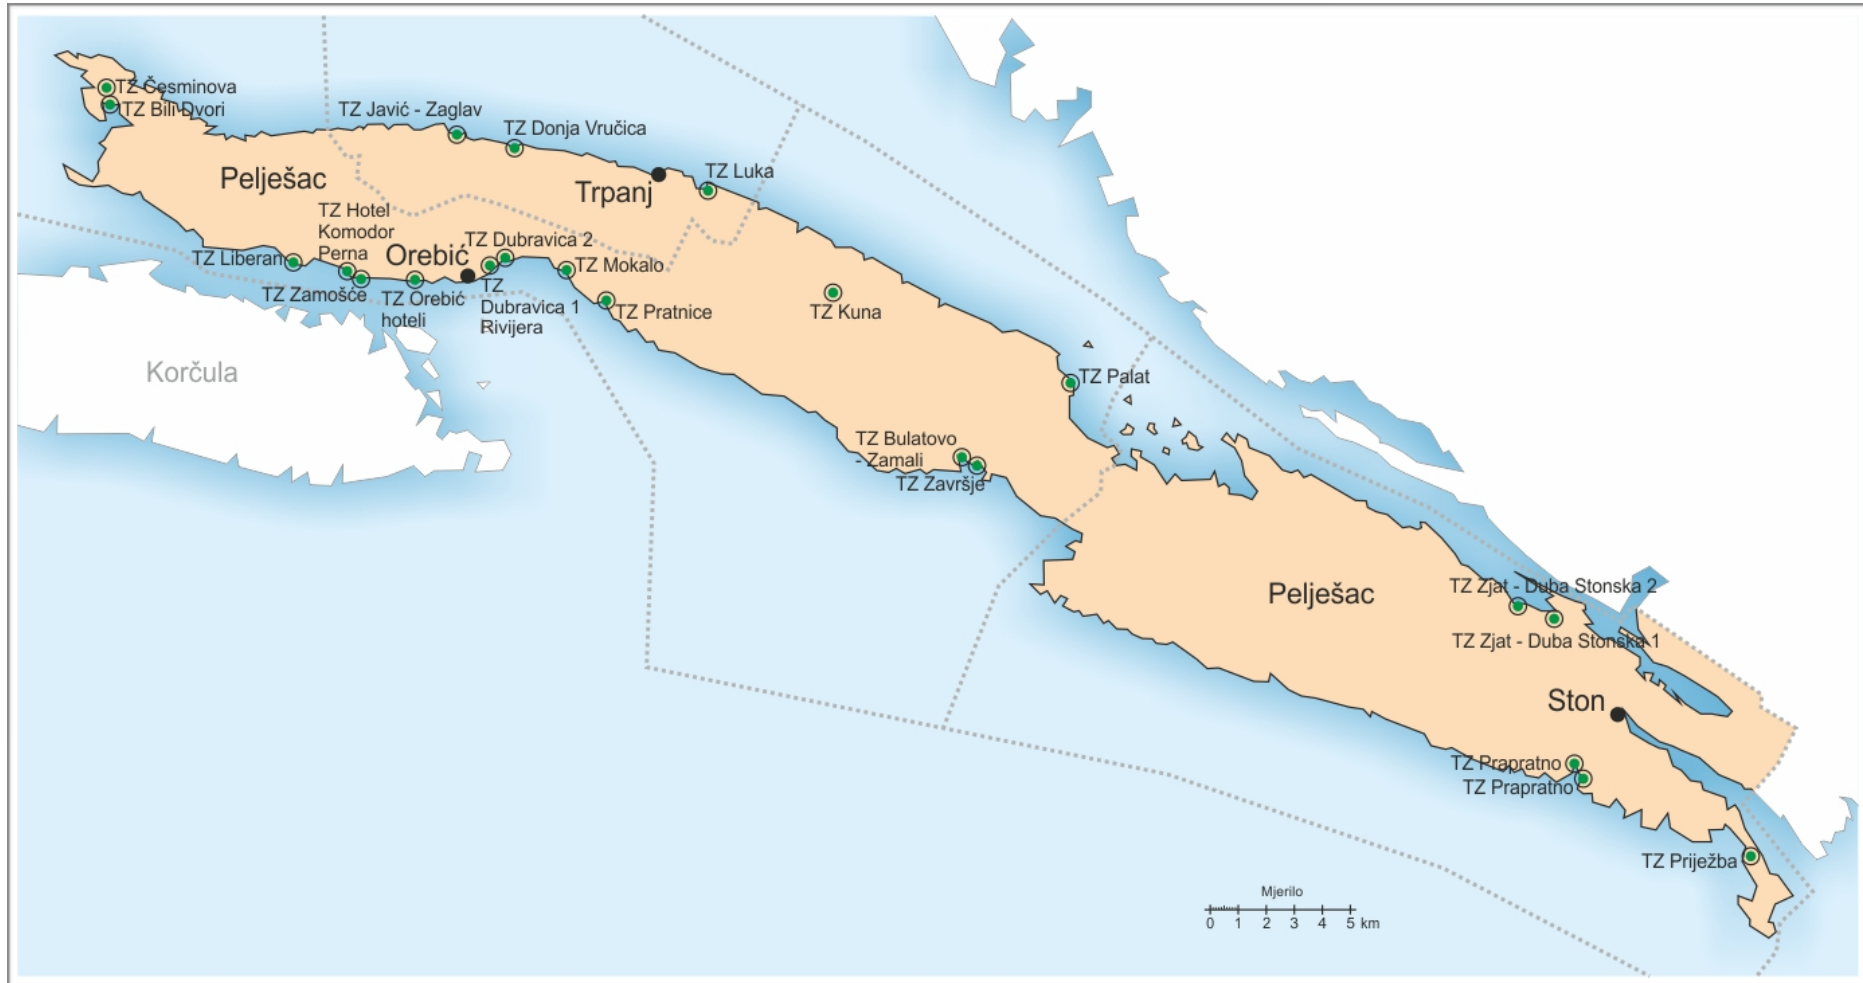 TZ Česminova
TZ Bili Dvori
TZ Javić - Zaglav
TZ Donja Vručica
TZ Luka
Pelješac
Trpanj
TZ Hotel
Komodor
Perna
Orebić
TZ Dubravica 2
TZ Liberan
TZ Mokalo
TZ Zamošće
TZ Orebić
hoteli
TZ
Dubravica 1
Rivijera
TZ Pratnice
TZ Kuna
Korčula
TZ Palat
TZ Bulatovo
- Zamali
TZ Završje
Pelješac
TZ Zjat - Duba Stonska 2
TZ Zjat - Duba Stonska 1
Ston
TZ Prapratno
TZ Prapratno
TZ Priježba
Mjerilo
0 1 2 3 4 5 km